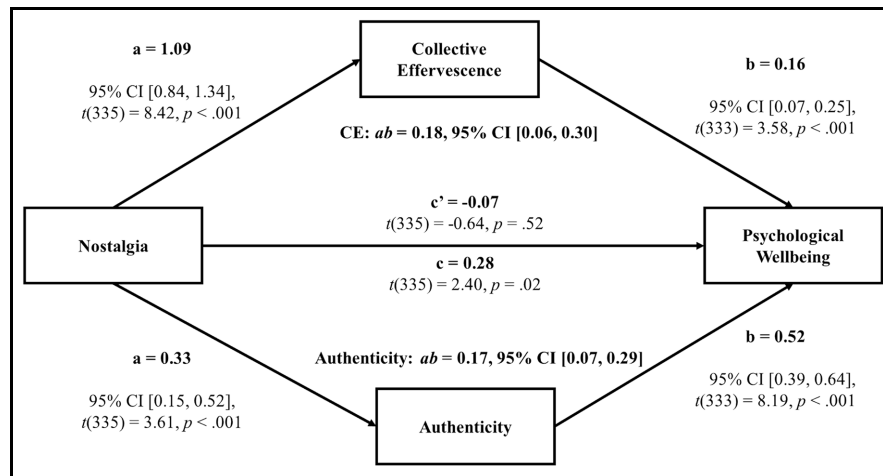 a = 1.09
95% CI [0.84, 1.34],
t(335) = 8.42, p < .001
Collective
Effervescence
b = 0.16
95% CI [0.07, 0.25],
t(333) = 3.58, p < .001
CE: ab = 0.18, 95% CI [0.06, 0.30]
Nostalgia
c’ = -0.07
t(335) = -0.64, p = .52
c = 0.28
t(335) = 2.40, p = .02
Psychological
Wellbeing
a = 0.33
95% CI [0.15, 0.52],
t(335) = 3.61, p < .001
Authenticity: ab = 0.17, 95% CI [0.07, 0.29]
Authenticity
b = 0.52
95% CI [0.39, 0.64],
t(333) = 8.19, p < .001